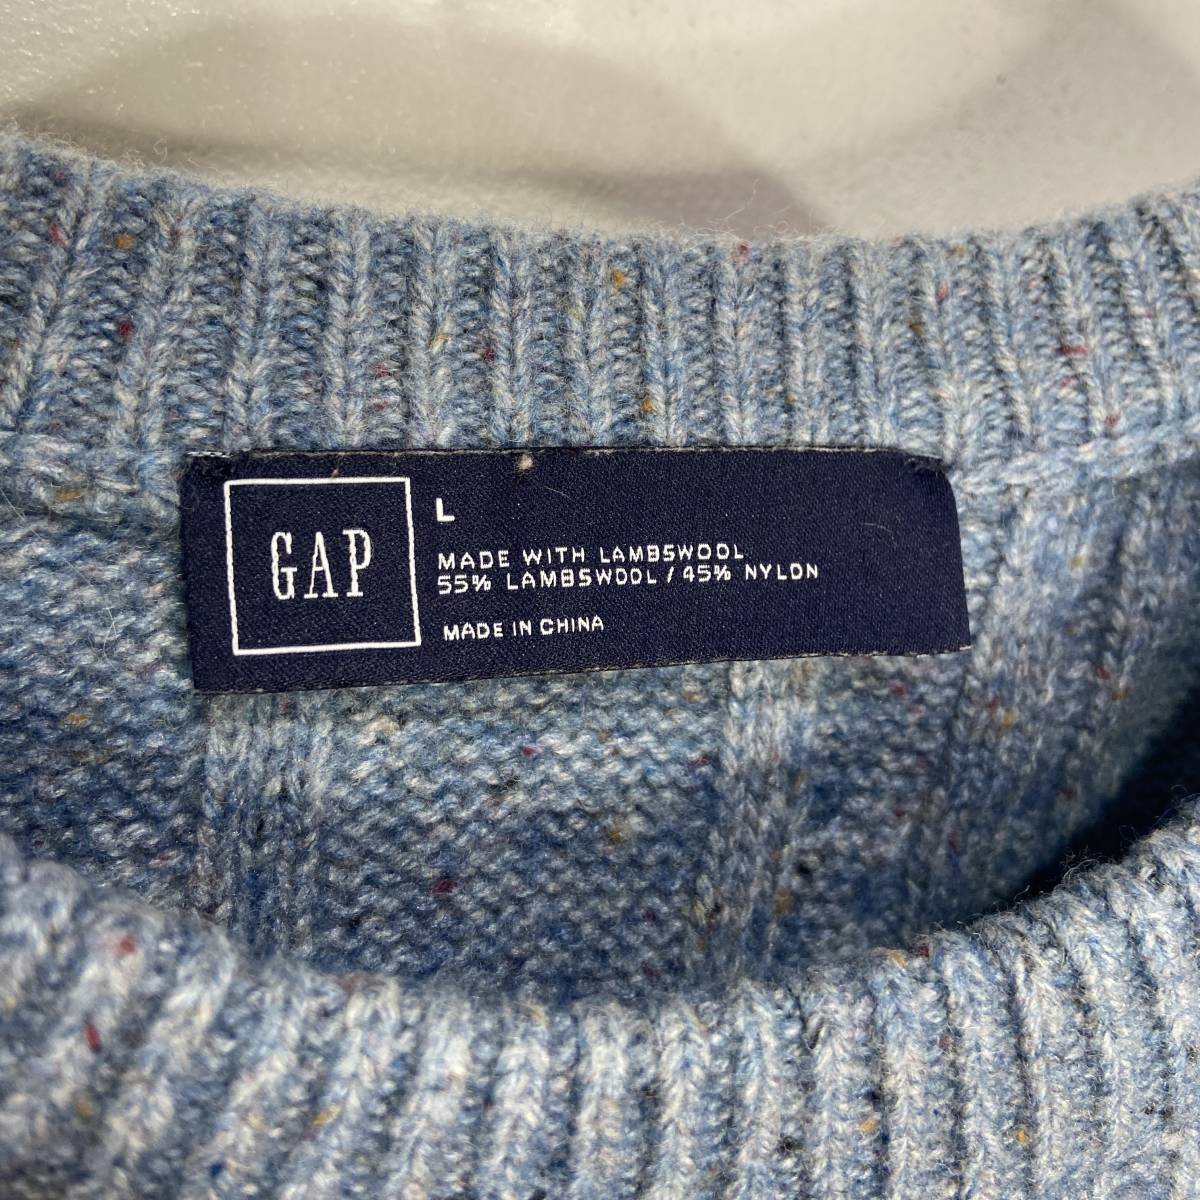 GAP
L
MADE WITH LAMBSWOOL
55% LAMBSWOOL / 45% NYLON
MADE IN CHINA